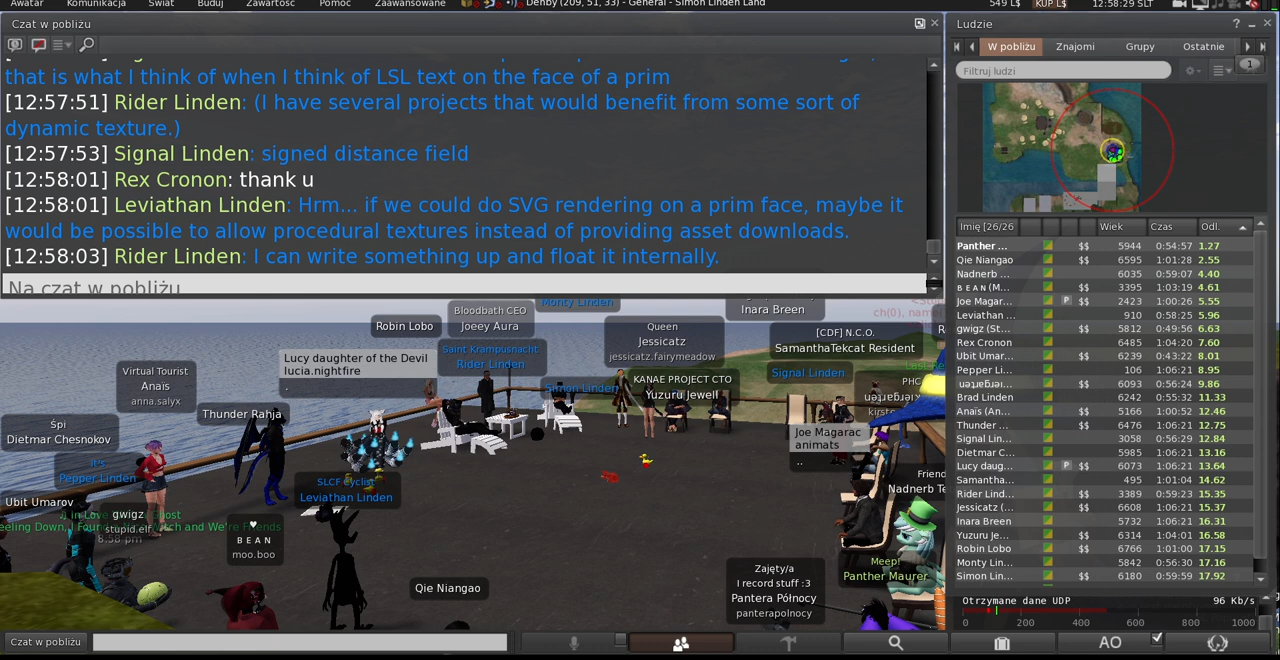 Awatar Komunikacja Świat Buduj Zawartość Pomoc Zaawansowane Denby (209, 51, 33) - General - Simon Linden Land 549 L$ KUP L$ 12:58:29 SLT
Czat w pobliżu
that is what I think of when I think of LSL text on the face of a prim
[12:57:51] Rider Linden: (I have several projects that would benefit from some sort of
dynamic texture.)
[12:57:53] Signal Linden: signed distance field
[12:58:01] Rex Cronon: thank u
[12:58:01] Leviathan Linden: Hrm... if we could do SVG rendering on a prim face, maybe it
would be possible to allow procedural textures instead of providing asset downloads.
[12:58:03] Rider Linden: I can write something up and float it internally.
Na czat w pobliżu
Ludzie
W pobliżu Znajomi Grupy Ostatnie
1
Filtruj ludzi
Imię [26/26 Wiek Czas Odl.
Panther ... $$ 5944 0:54:57 1.27
Qie Niangao $$ 6595 1:01:28 2.55
Nadnerb ... 6035 0:59:07 4.40
ʙ ᴇ ᴀ ɴ (M... $$ 3395 1:03:19 4.61
Joe Magar... P $$ 2423 1:00:26 5.55
Leviathan ... 910 0:58:25 5.96
gwigz (St... $$ 5812 0:49:56 6.63
Rex Cronon 6485 1:04:20 7.60
Ubit Umar... $$ 6239 0:43:22 8.01
Pepper Li... 106 1:06:21 8.95
$$ 6093 0:56:24 9.86
Brad Linden 6242 0:55:32 11.33
Anaïs (An... $$ 5166 1:00:52 12.46
Thunder ... $$ 6476 1:06:21 12.75
Signal Lin... 3058 0:56:29 12.84
Dietmar C... 5985 1:06:21 13.16
Lucy daug... P $$ 6073 1:06:21 13.64
Samantha... 495 1:01:04 14.62
Rider Lind... $$ 3389 0:59:23 15.35
Jessicatz (... $$ 6608 1:06:21 15.37
Inara Breen 5732 1:06:21 16.31
Yuzuru Je... $$ 6314 1:04:01 16.58
Robin Lobo $$ 6766 1:01:00 17.15
Monty Lin... 5842 0:56:30 17.16
Simon Lin... $$ 6180 0:59:59 17.92
Otrzymane dane UDP 96 Kb/s
0 200 400 600 800 1000
Monty Linden
Inara Breen
Bloodbath CEO
Joeey Aura
Robin Lobo
Saint Krampusnacht
Rider Linden
Queen
Jessicatz
jessicatz.fairymeadow
[CDF] N.C.O.
SamanthaTekcat Resident
Lucy daughter of the Devil
lucia.nightfire
.
Simon Linden
KANAE PROJECT CTO
Yuzuru Jewell
Signal Linden
PHC
Virtual Tourist
Anaïs
anna.salyx
Thunder Rahja
Śpi
Dietmar Chesnokov
Joe Magarac
animats
..
Pepper Linden
SLCF Cyclist
Leviathan Linden
Friend
Nadnerb Te
Ubit Umarov
gwigz
stupid.elf
8:58 pm
♥
ʙ ᴇ ᴀ ɴ
moo.boo
Qie Niangao
Meep!
Panther Maurer
Zajęty/a
I record stuff :3
Pantera Północy
panterapolnocy
Czat w pobliżu
AO